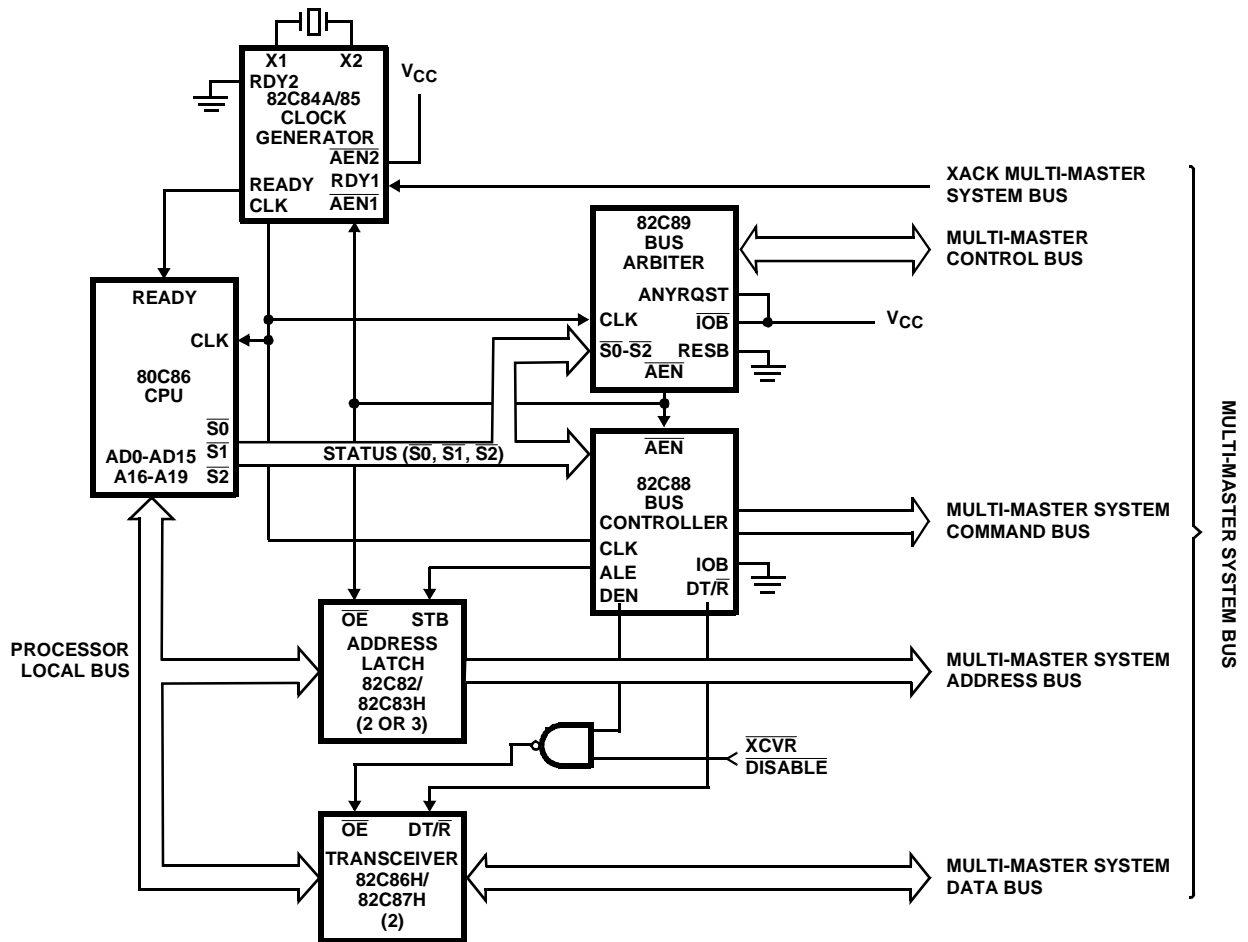 X1 X2
RDY2
82C84A/85
CLOCK
GENERATOR
AEN2
READY RDY1
CLK AEN1
VCC
XACK MULTI-MASTER
SYSTEM BUS
82C89
BUS
ARBITER
ANYRQST
CLK IOB
S0-S2 RESB
AEN
VCC
MULTI-MASTER
CONTROL BUS
READY
CLK
80C86
CPU
S0
AD0-AD15 S1
A16-A19 S2
STATUS (S0, S1, S2)
AEN
82C88
BUS
CONTROLLER
CLK
ALE IOB
DEN DT/R
MULTI-MASTER SYSTEM
COMMAND BUS
MULTI-MASTER SYSTEM BUS
PROCESSOR
LOCAL BUS
OE STB
ADDRESS
LATCH
82C82/
82C83H
(2 OR 3)
MULTI-MASTER SYSTEM
ADDRESS BUS
XCVR
DISABLE
OE DT/R
TRANSCEIVER
82C86H/
82C87H
(2)
MULTI-MASTER SYSTEM
DATA BUS